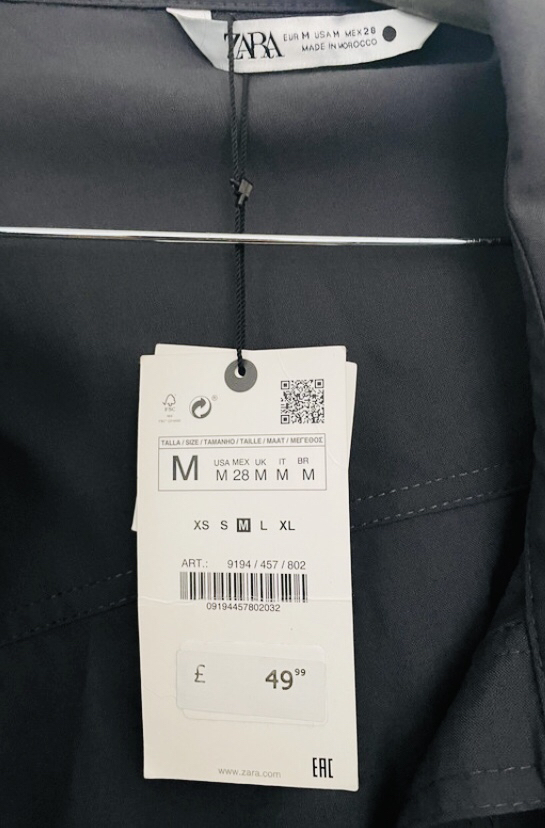 ZARA EUR M USA M MEX 28
MADE IN MOROCCO
FSC
®
TALLA / SIZE / TAMANHO / TAILLE / MAAT / ΜΕΓΕΘΟΣ
M USA MEX UK IT BR
M 28 M M M
XS S M L XL
ART.: 9194 / 457 / 802
09194457802032
£ 49 99
www.zara.com
EAC